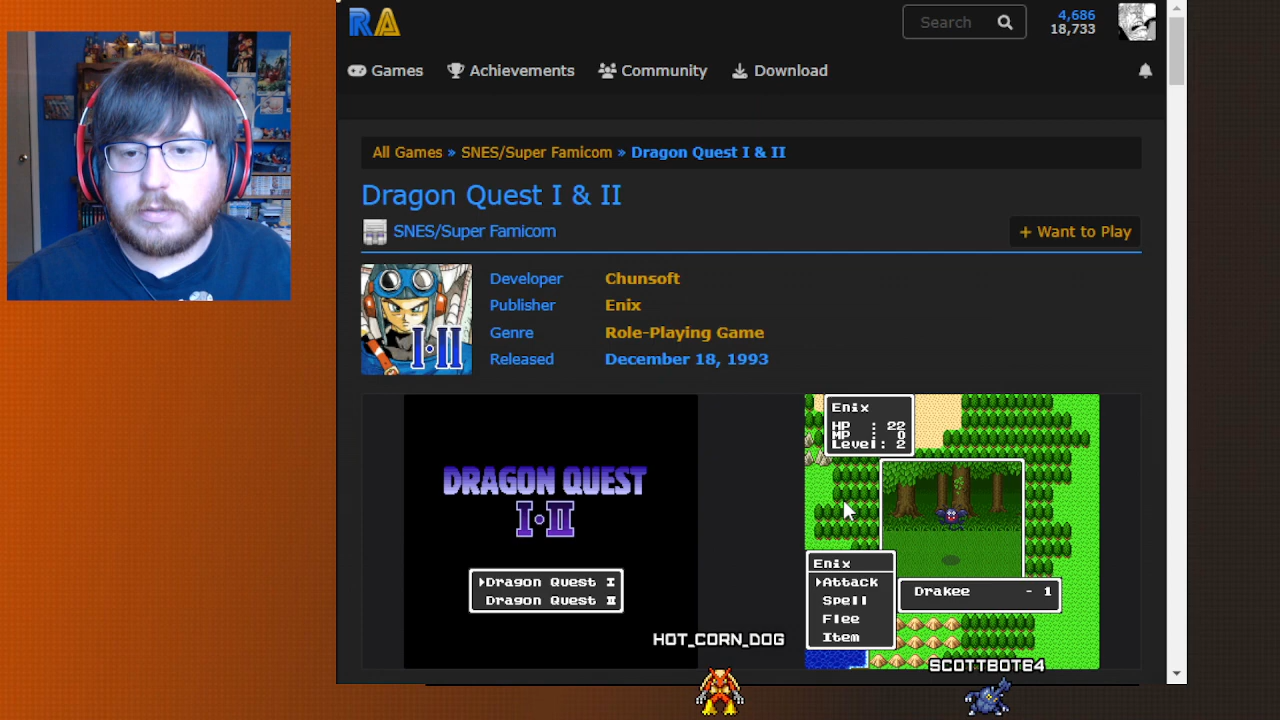 RA
Search
4,686
18,733
Games
Achievements
Community
Download
All Games » SNES/Super Famicom » Dragon Quest I & II
Dragon Quest I & II
SNES/Super Famicom
+ Want to Play
I·II
Developer Chunsoft
Publisher Enix
Genre Role-Playing Game
Released December 18, 1993
DRAGON QUEST
I·II
Dragon Quest I
Dragon Quest II
Enix
HP : 22
MP : 0
Level: 2
Enix
Attack
Spell
Flee
Item
Drakee - 1
HOT_CORN_DOG
SCOTTBOT64